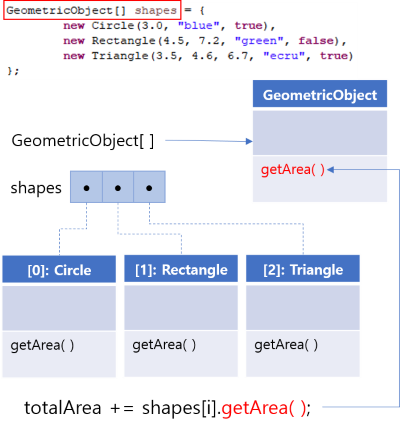 GeometricObject[] shapes = {
new Circle(3.0, "blue", true),
new Rectangle(4.5, 7.2, "green", false),
new Triangle(3.5, 4.6, 6.7, "ecru", true)
};
GeometricObject
GeometricObject[ ]
getArea( )
shapes
[0]: Circle
[1]: Rectangle
[2]: Triangle
getArea( )
getArea( )
getArea( )
totalArea += shapes[i].getArea( );